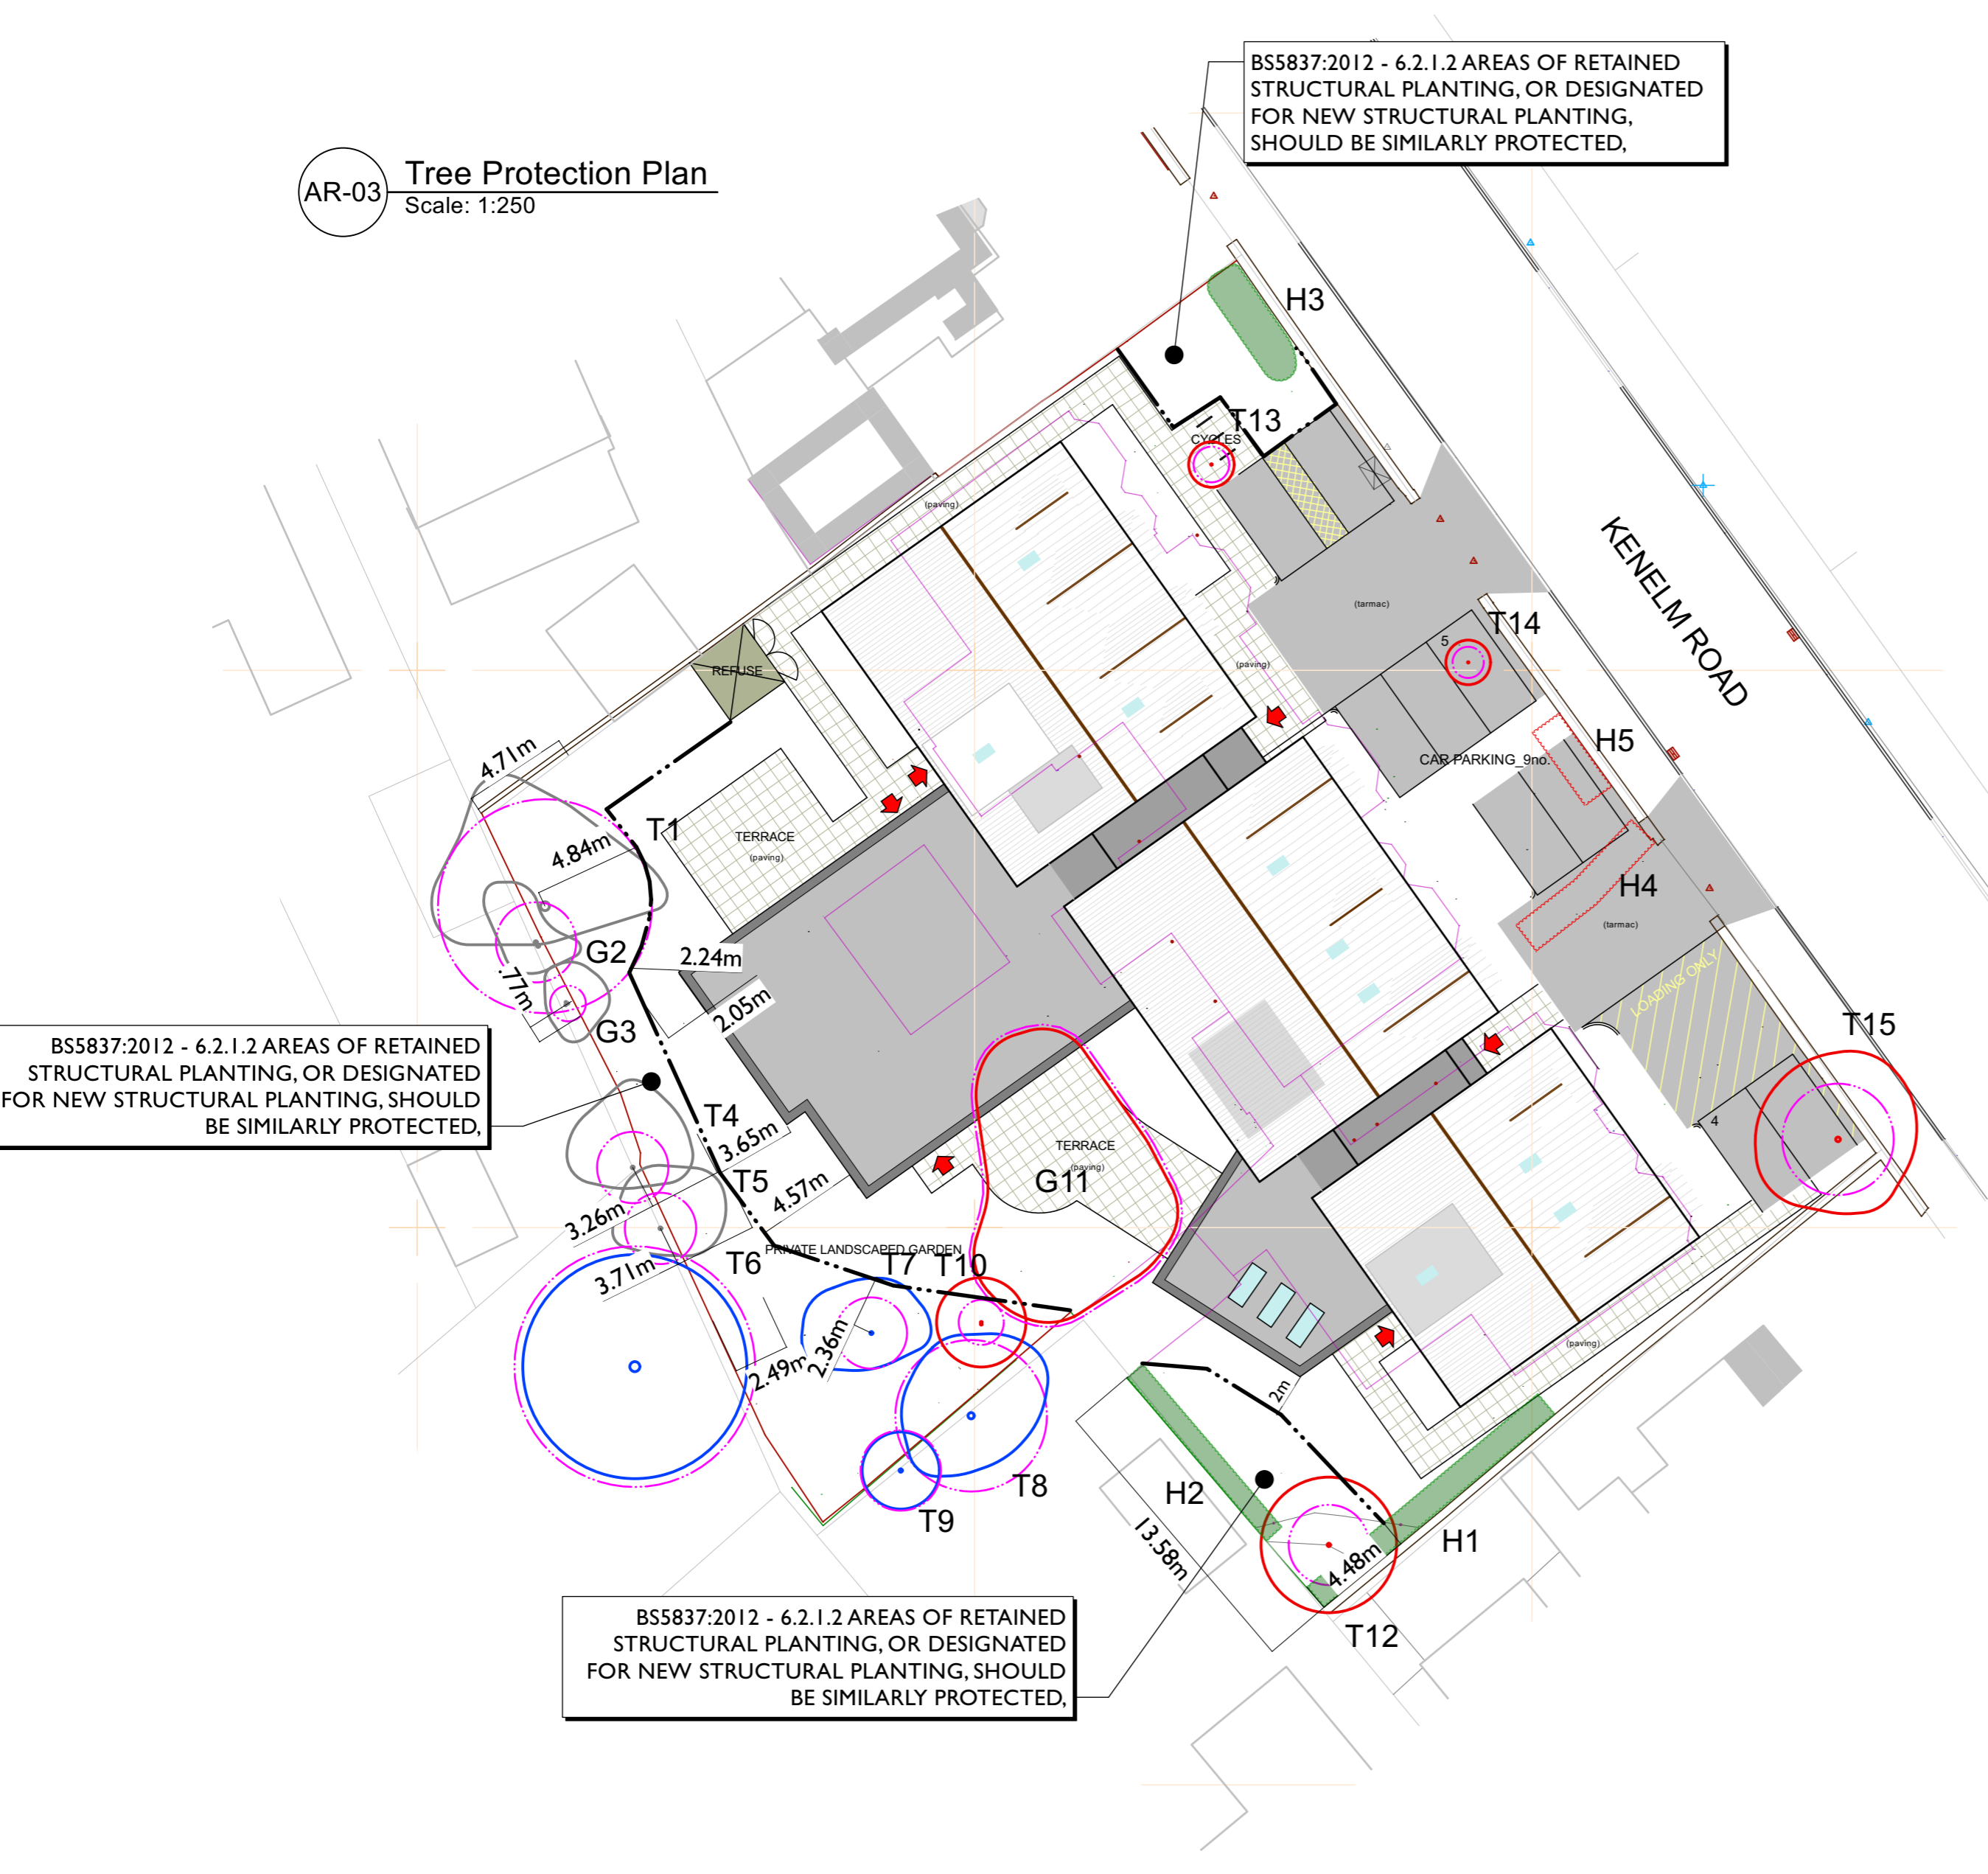 BS5837:2012 - 6.2.1.2 AREAS OF RETAINED
STRUCTURAL PLANTING, OR DESIGNATED
FOR NEW STRUCTURAL PLANTING,
SHOULD BE SIMILARLY PROTECTED,
AR-03
Tree Protection Plan
Scale: 1:250
H3
T13
CYCLES
(paving)
KENELM ROAD
(tarmac)
T14
5
(paving)
REFUSE
H5
CAR PARKING_9no.
4.71m
T1
TERRACE
(paving)
4.84m
H4
(tarmac)
G2
2.24m
LOADING ONLY
.77m
2.05m
G3
T15
BS5837:2012 - 6.2.1.2 AREAS OF RETAINED
STRUCTURAL PLANTING, OR DESIGNATED
FOR NEW STRUCTURAL PLANTING, SHOULD
BE SIMILARLY PROTECTED,
T4
3.65m
4
TERRACE
(paving)
G11
T5
4.57m
3.26m
PRIVATE LANDSCAPED GARDEN
T6
T7
T10
3.71m
2.36m
2.49m
(paving)
2m
T8
H2
T9
H1
13.58m
4.48m
BS5837:2012 - 6.2.1.2 AREAS OF RETAINED
STRUCTURAL PLANTING, OR DESIGNATED
FOR NEW STRUCTURAL PLANTING, SHOULD
BE SIMILARLY PROTECTED,
T12